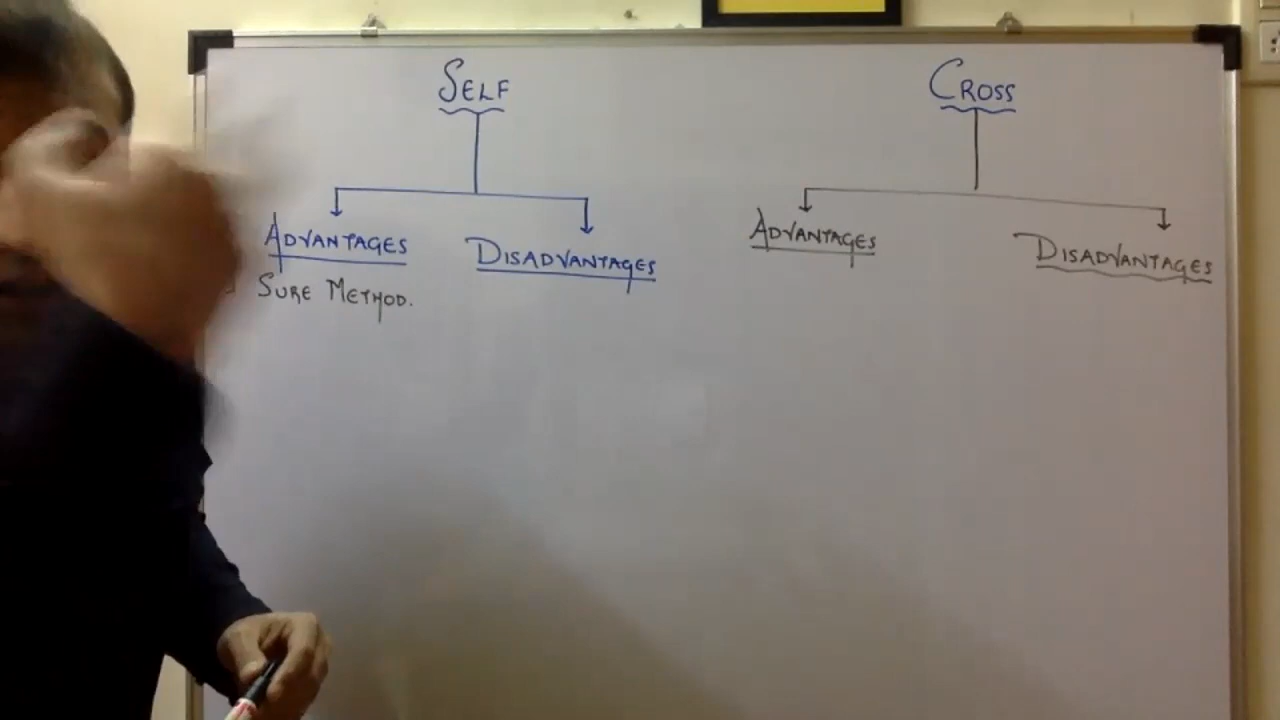 SELF
ADVANTAGES
DISADVANTAGES
SURE METHOD.
CROSS
ADVANTAGES
DISADVANTAGES